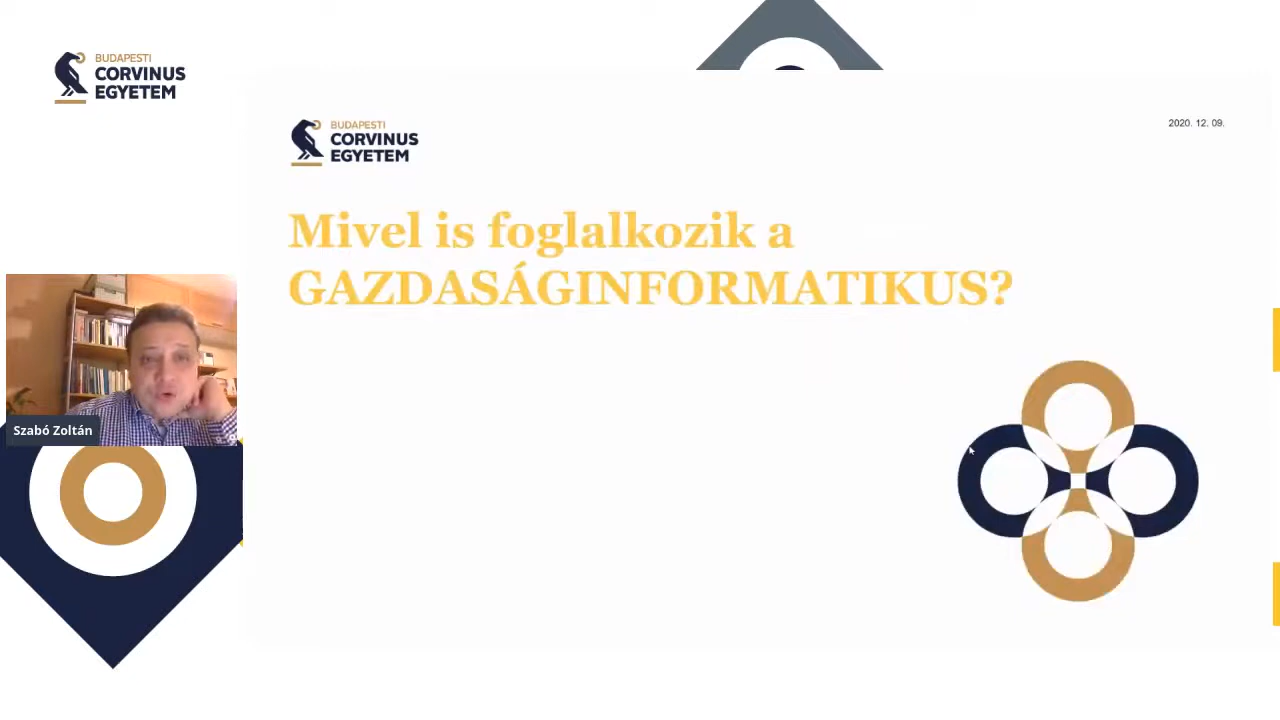 BUDAPESTI
CORVINUS
EGYETEM
BUDAPESTI
CORVINUS
EGYETEM
2020. 12. 09.
Mivel is foglalkozik a
GAZDASÁGINFORMATIKUS?
Szabó Zoltán